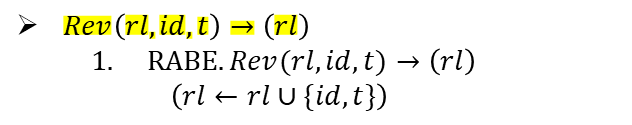 ➢ Rev(rl, id, t) → (rl)
1. RABE. Rev(rl, id, t) → (rl)
(rl ← rl ∪ {id, t})